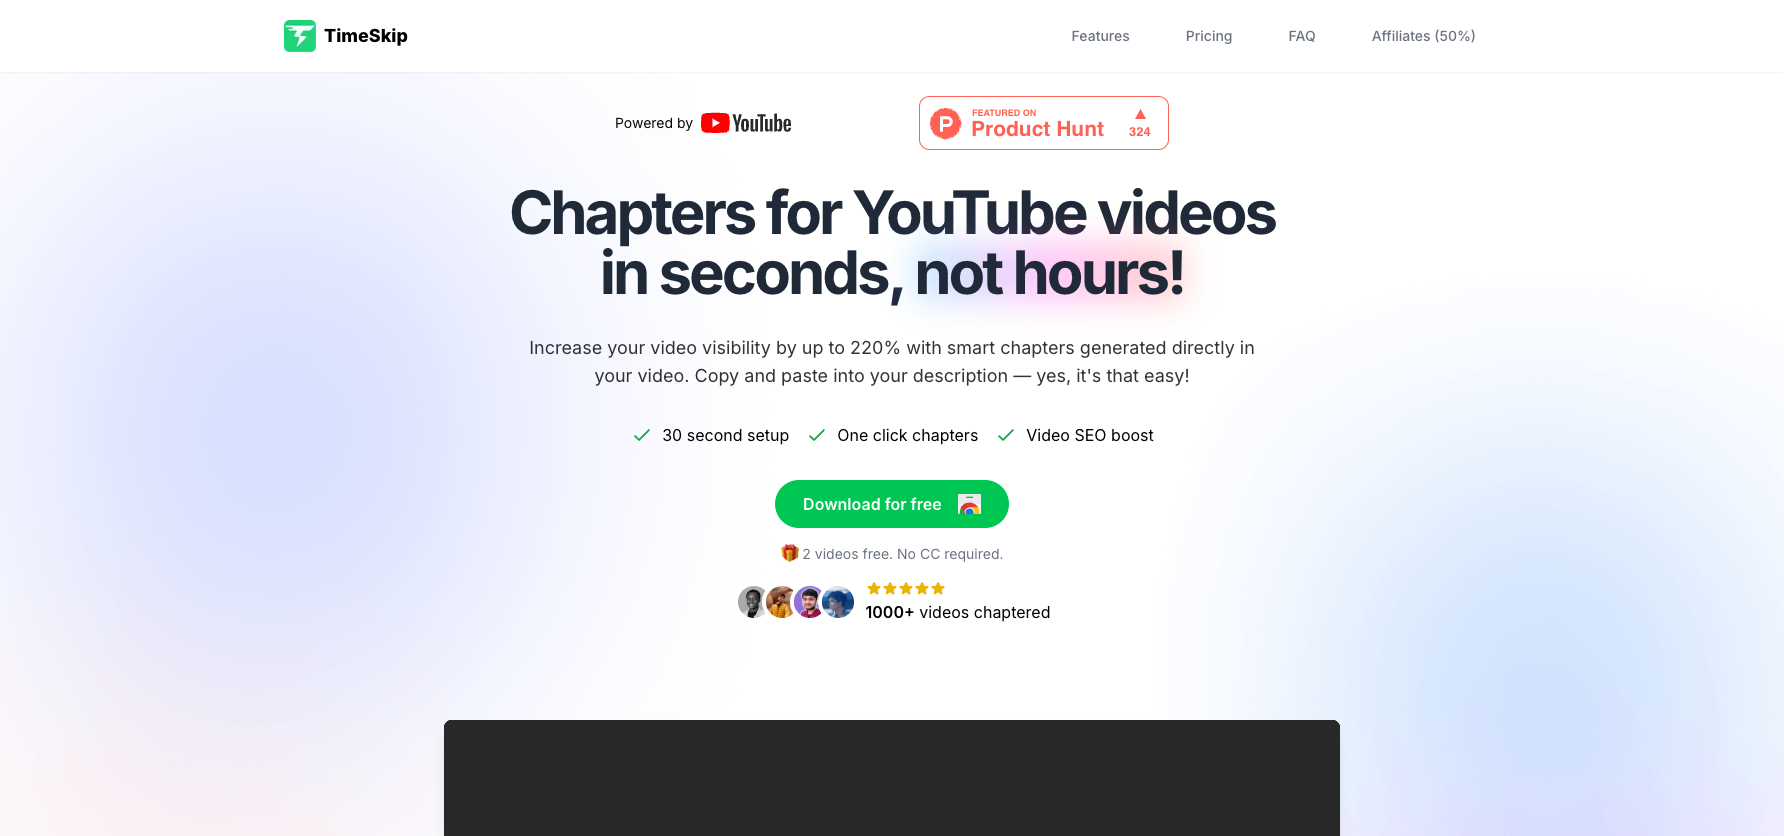 TimeSkip
Features
Pricing
FAQ
Affiliates (50%)
Powered by YouTube
FEATURED ON
Product Hunt
324
Chapters for YouTube videos
in seconds, not hours!
Increase your video visibility by up to 220% with smart chapters generated directly in
your video. Copy and paste into your description — yes, it's that easy!
30 second setup
One click chapters
Video SEO boost
Download for free
2 videos free. No CC required.
1000+ videos chaptered